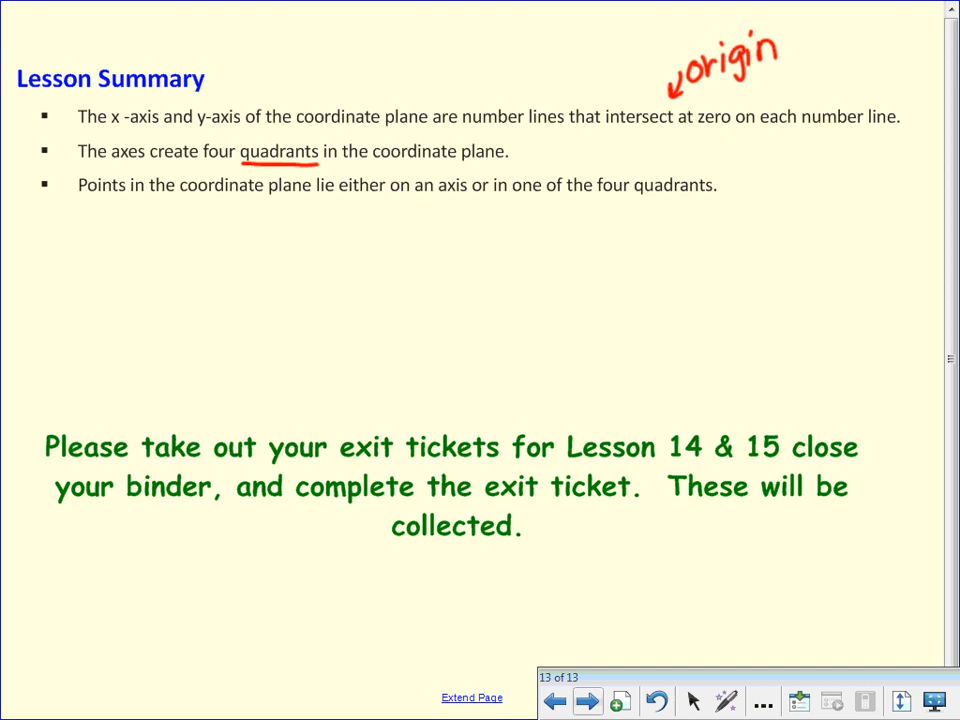 origin
Lesson Summary
▪ The x -axis and y-axis of the coordinate plane are number lines that intersect at zero on each number line.
▪ The axes create four quadrants in the coordinate plane.
▪ Points in the coordinate plane lie either on an axis or in one of the four quadrants.
Please take out your exit tickets for Lesson 14 & 15 close
your binder, and complete the exit ticket. These will be
collected.
13 of 13
Extend Page